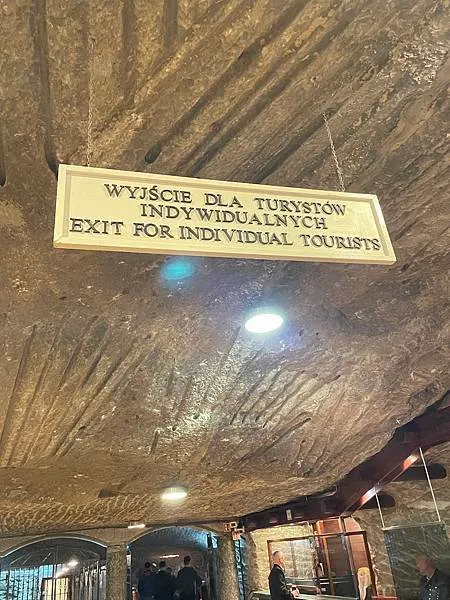 WYJŚCIE DLA TURYSTÓW
INDYWIDUALNYCH
EXIT FOR INDIVIDUAL TOURISTS